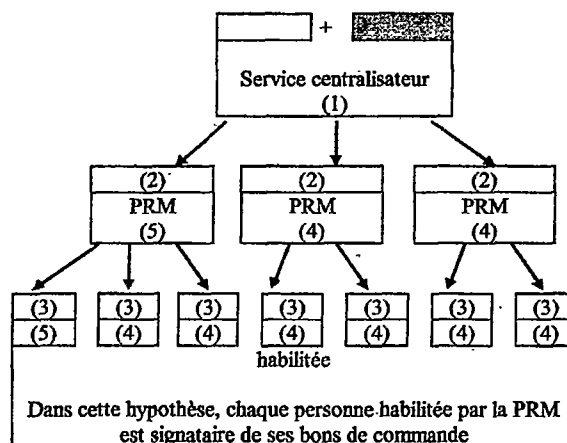 +
Service centralisateur
(1)
(2) (2) (2)
PRM PRM PRM
(5) (4) (4)
(3) (3) (3) (3) (3) (3) (3)
(5) (4) (4) (4) (4) (4) (4)
habilitée
Dans cette hypothèse, chaque personne habilitée par la PRM
est signataire de ses bons de commande